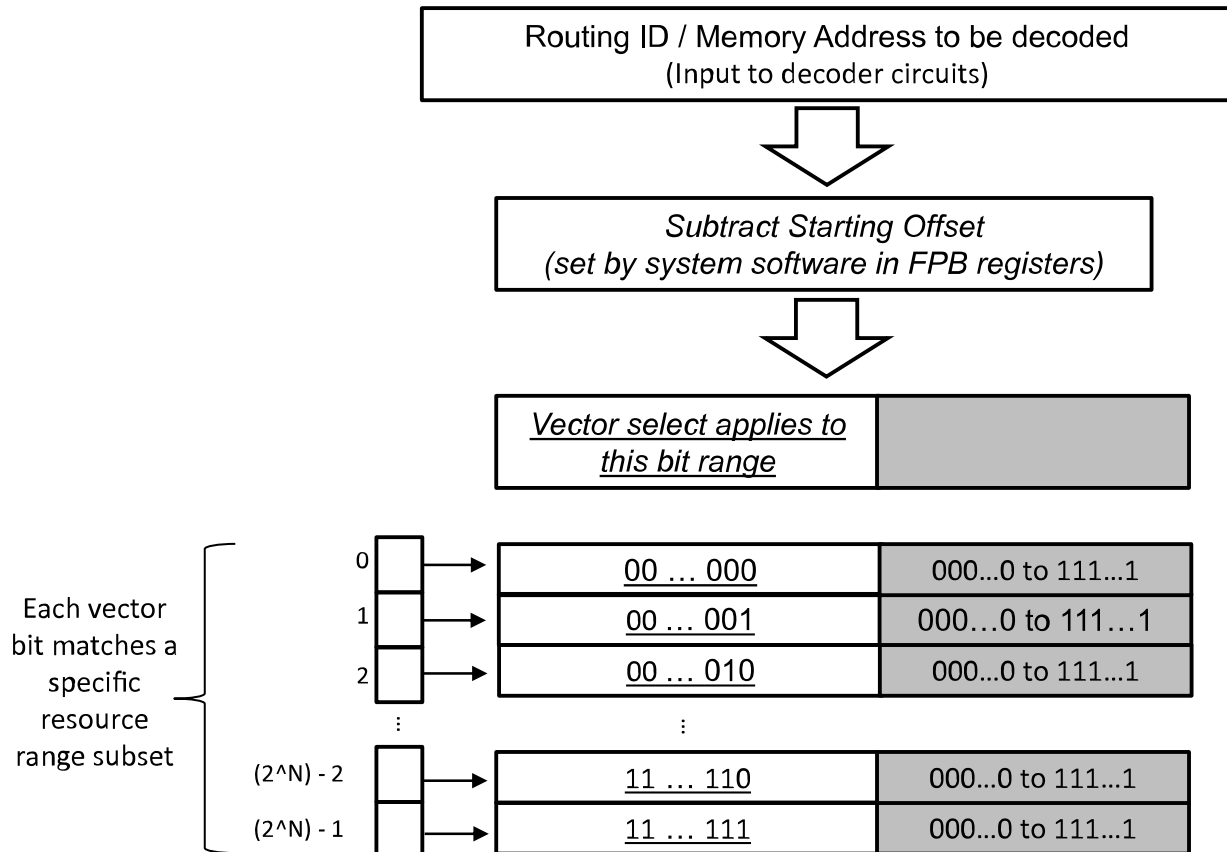 Routing ID / Memory Address to be decoded
(Input to decoder circuits)
Subtract Starting Offset
(set by system software in FPB registers)
Vector select applies to
this bit range
Each vector
bit matches a
specific
resource
range subset
0
00 … 000
000...0 to 111...1
1
00 … 001
000…0 to 111…1
2
00 … 010
000...0 to 111...1
⋮
⋮
(2^N) - 2
11 … 110
000...0 to 111...1
(2^N) - 1
11 … 111
000...0 to 111...1